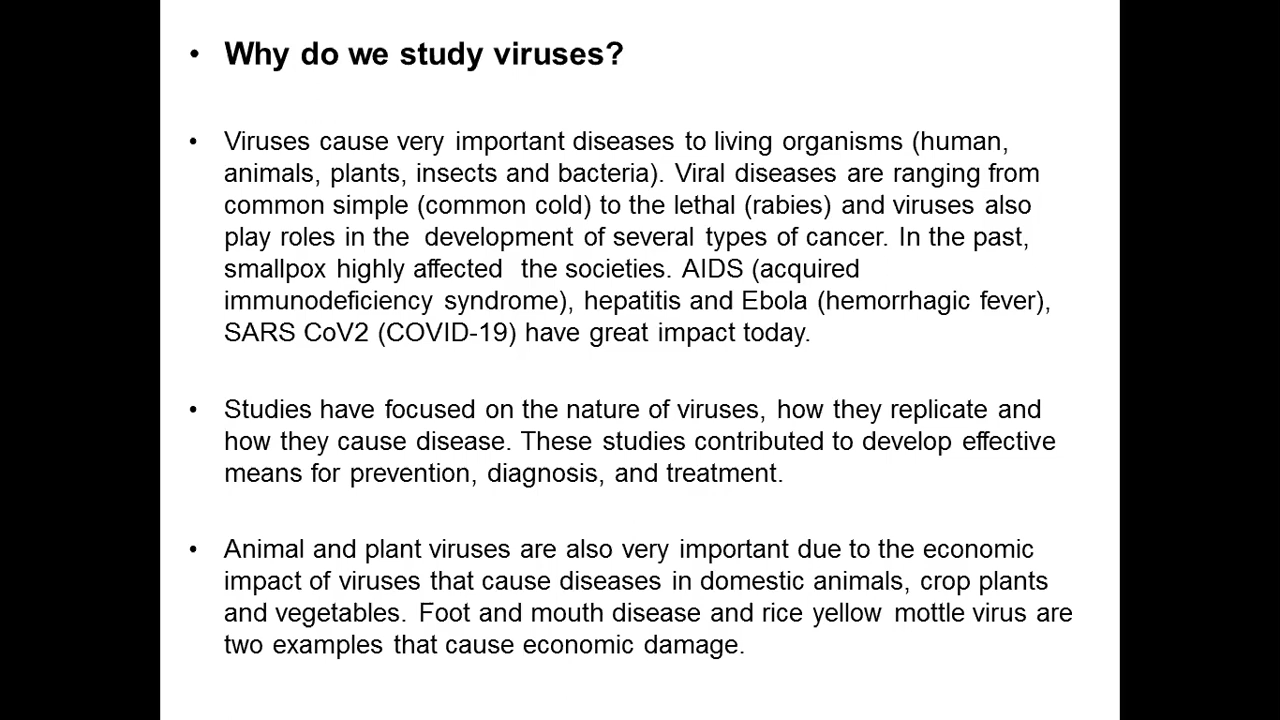 • Why do we study viruses?
• Viruses cause very important diseases to living organisms (human,
animals, plants, insects and bacteria). Viral diseases are ranging from
common simple (common cold) to the lethal (rabies) and viruses also
play roles in the  development of several types of cancer. In the past,
smallpox highly affected  the societies. AIDS (acquired
immunodeficiency syndrome), hepatitis and Ebola (hemorrhagic fever),
SARS CoV2 (COVID-19) have great impact today.
• Studies have focused on the nature of viruses, how they replicate and
how they cause disease. These studies contributed to develop effective
means for prevention, diagnosis, and treatment.
• Animal and plant viruses are also very important due to the economic
impact of viruses that cause diseases in domestic animals, crop plants
and vegetables. Foot and mouth disease and rice yellow mottle virus are
two examples that cause economic damage.